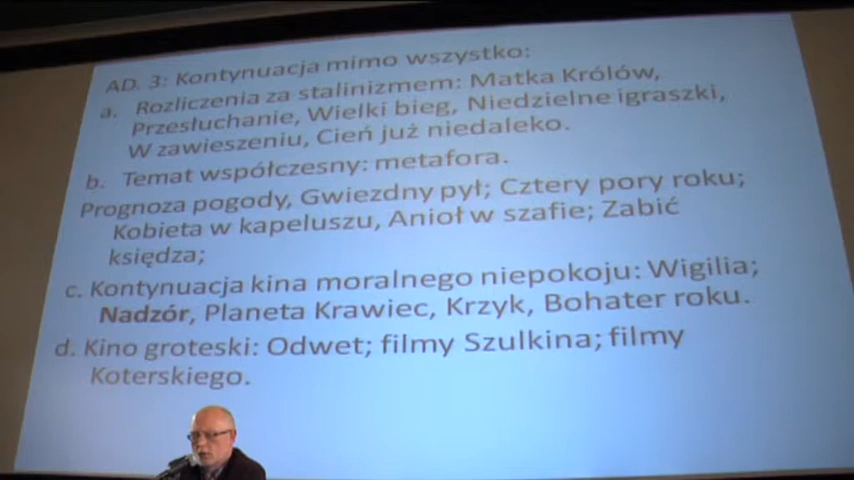 AD. 3: Kontynuacja mimo wszystko:
a. Rozliczenia za stalinizmem: Matka Królów,
Przesłuchanie, Wielki bieg, Niedzielne igraszki,
W zawieszeniu, Cień już niedaleko.
b. Temat współczesny: metafora.
Prognoza pogody, Gwiezdny pył; Cztery pory roku;
Kobieta w kapeluszu, Anioł w szafie; Zabić
księdza;
c. Kontynuacja kina moralnego niepokoju: Wigilia;
Nadzór, Planeta Krawiec, Krzyk, Bohater roku.
d. Kino groteski: Odwet; filmy Szulkina; filmy
Koterskiego.